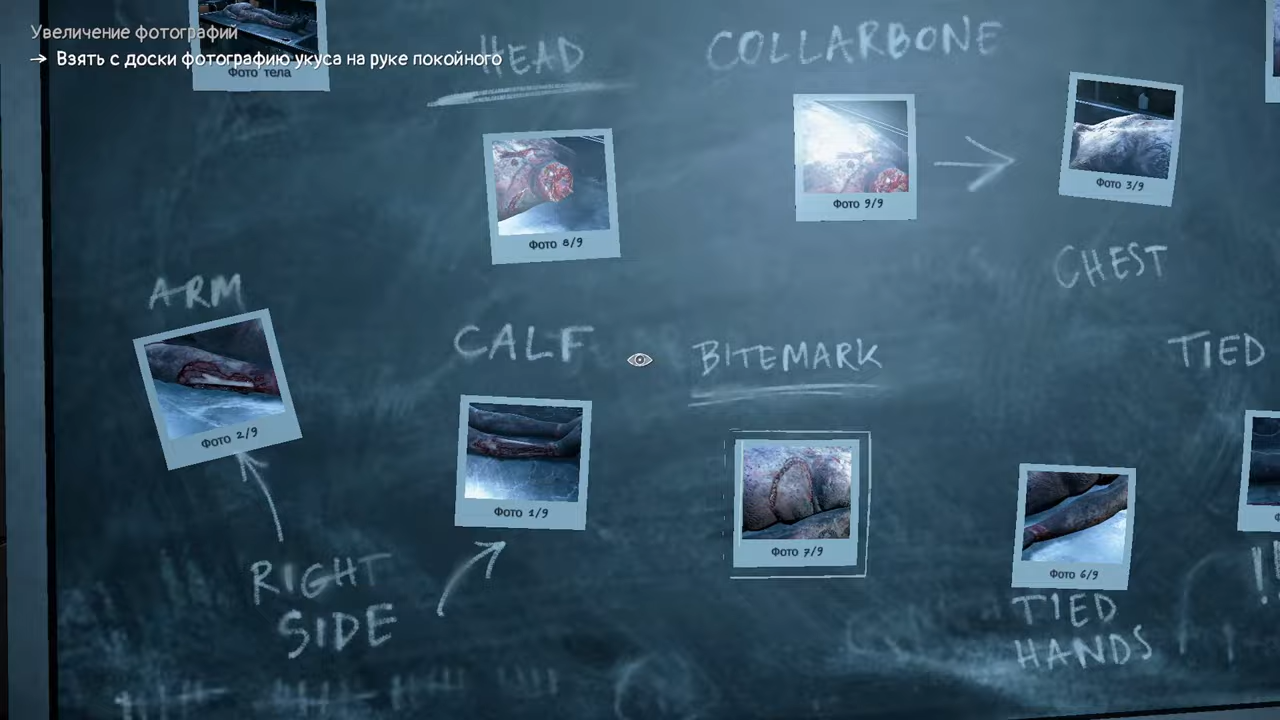 Увеличение фотографий
→ Взять с доски фотографию укуса на руке покойного
Фото тела
HEAD
COLLARBONE
Фото 8/9
Фото 9/9
Фото 3/9
CHEST
ARM
CALF
BITEMARK
TIED
Фото 2/9
Фото 1/9
Фото 7/9
Фото 6/9
RIGHT
SIDE
TIED
HANDS
!!